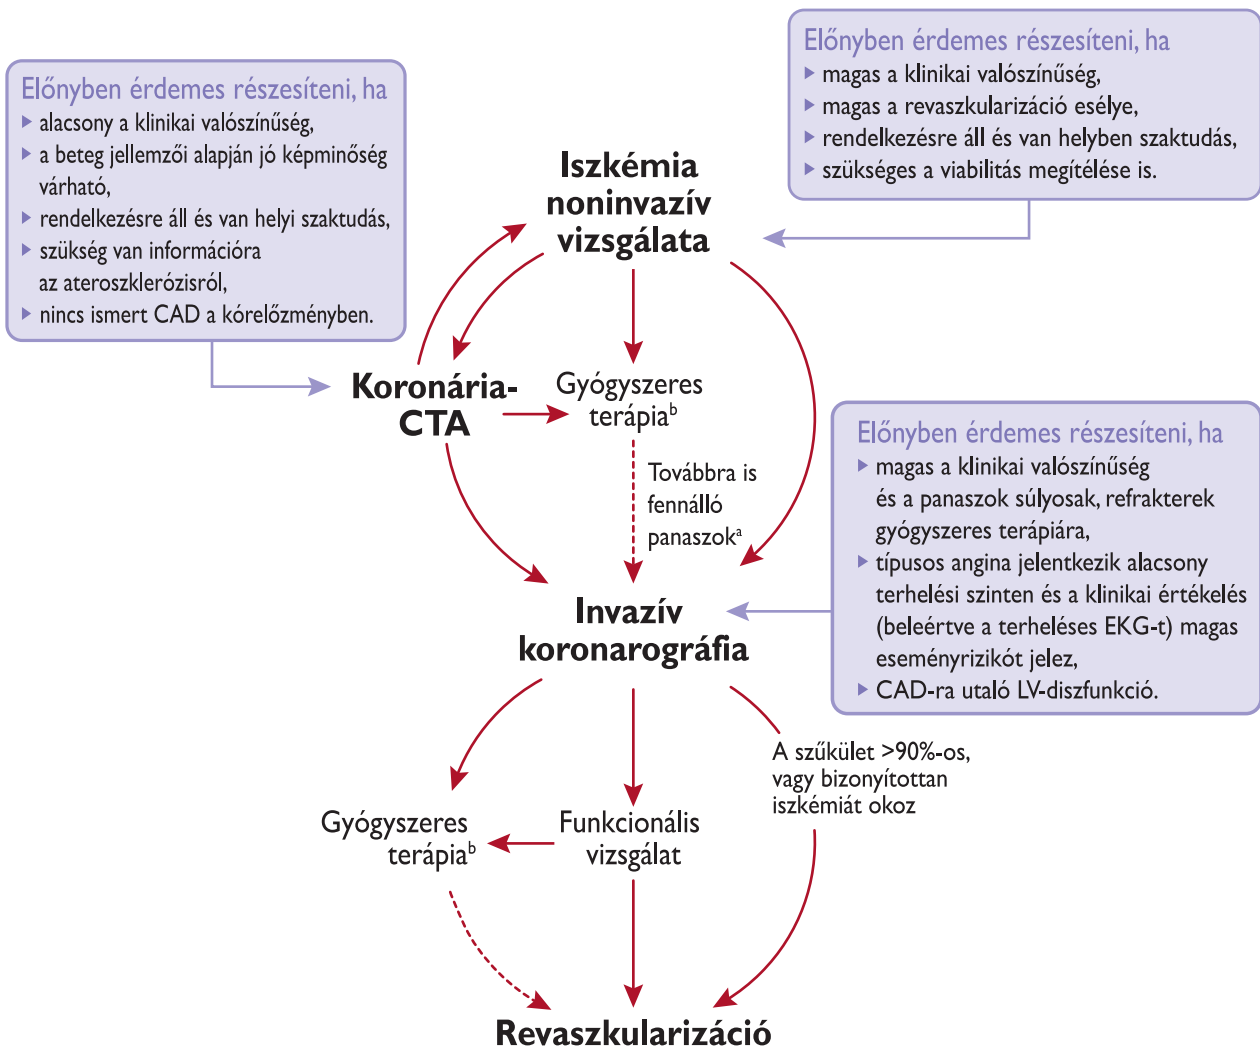 Előnyben érdemes részesíteni, ha
▸ alacsony a klinikai valószínűség,
▸ a beteg jellemzői alapján jó képminőség
várható,
▸ rendelkezésre áll és van helyi szaktudás,
▸ szükség van információra
az ateroszklerózisról,
▸ nincs ismert CAD a kórelőzményben.
Előnyben érdemes részesíteni, ha
▸ magas a klinikai valószínűség,
▸ magas a revaszkularizáció esélye,
▸ rendelkezésre áll és van helyben szaktudás,
▸ szükséges a viabilitás megítélése is.
Iszkémia
noninvazív
vizsgálata
Koronária-
CTA
Gyógyszeres
terápiaᵇ
Továbbra is
fennálló
panaszokᵃ
Előnyben érdemes részesíteni, ha
▸ magas a klinikai valószínűség
és a panaszok súlyosak, refrakterek
gyógyszeres terápiára,
▸ típusos angina jelentkezik alacsony
terhelési szinten és a klinikai értékelés
(beleértve a terheléses EKG-t) magas
eseményrizikót jelez,
▸ CAD-ra utaló LV-diszfunkció.
Invazív
koronarográfia
A szűkület >90%-os,
vagy bizonyítottan
iszkémiát okoz
Gyógyszeres
terápiaᵇ
Funkcionális
vizsgálat
Revaszkularizáció